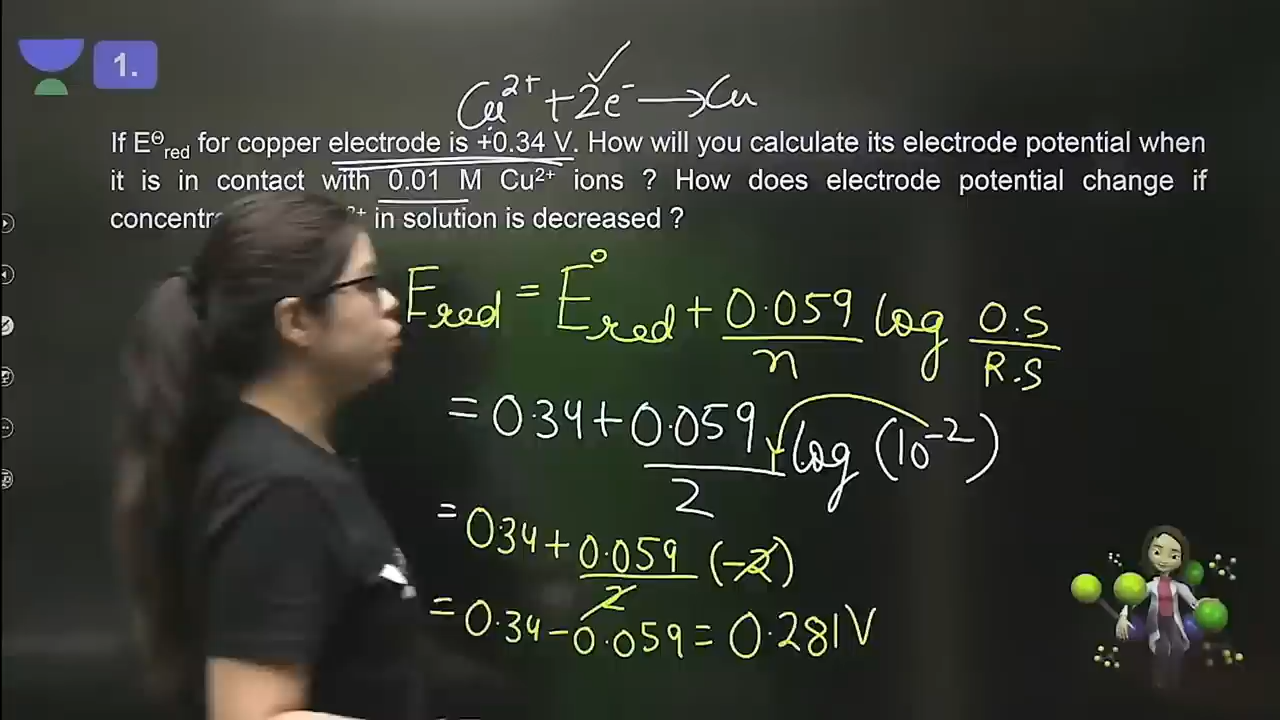 1.
Cu²⁺ + 2e⁻ ⟶ Cu
If E⊖red for copper electrode is +0.34 V. How will you calculate its electrode potential when
it is in contact with 0.01 M Cu²⁺ ions ? How does electrode potential change if
in solution is decreased ?
Ered = E°red + 0.059/n log O.S/R.S
= 0.34 + 0.059/2 log (10⁻²)
= 0.34 + 0.059/2 (-2)
= 0.34 - 0.059 = 0.281V